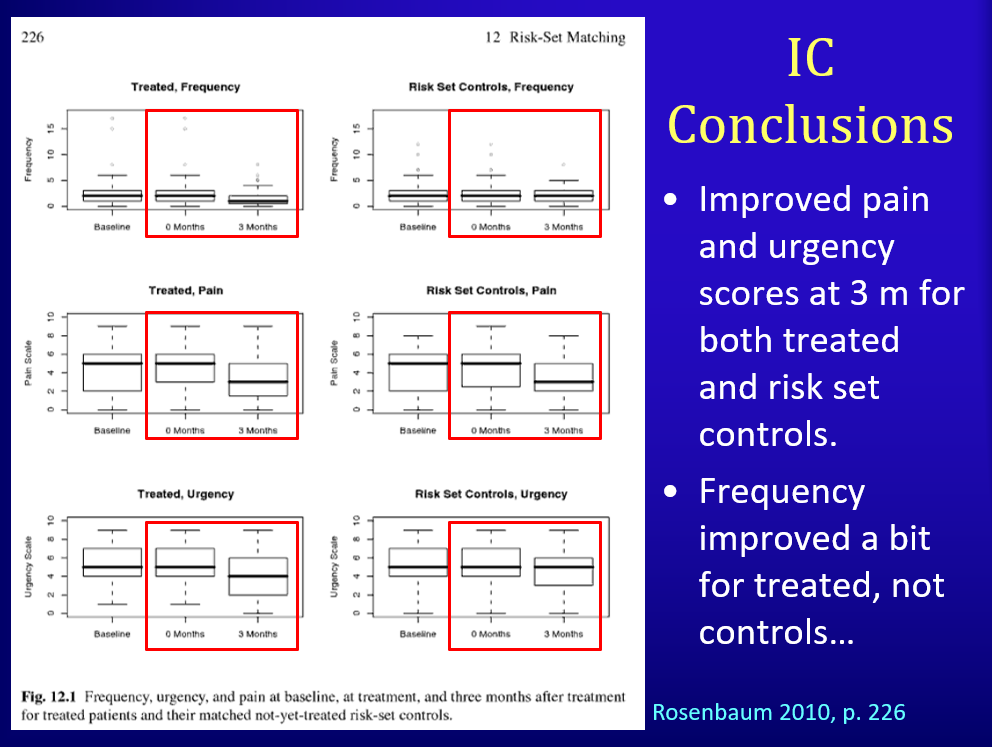 226
12 Risk-Set Matching
Treated, Frequency
Frequency
0 5 10 15
Baseline 0 Months 3 Months
Risk Set Controls, Frequency
Frequency
0 5 10 15
Baseline 0 Months 3 Months
Treated, Pain
Pain Scale
0 2 4 6 8 10
Baseline 0 Months 3 Months
Risk Set Controls, Pain
Pain Scale
0 2 4 6 8 10
Baseline 0 Months 3 Months
Treated, Urgency
Urgency Scale
0 2 4 6 8 10
Baseline 0 Months 3 Months
Risk Set Controls, Urgency
Urgency Scale
0 2 4 6 8 10
Baseline 0 Months 3 Months
Fig. 12.1 Frequency, urgency, and pain at baseline, at treatment, and three months after treatment
for treated patients and their matched not-yet-treated risk-set controls.
IC
Conclusions
• Improved pain
and urgency
scores at 3 m for
both treated
and risk set
controls.
• Frequency
improved a bit
for treated, not
controls...
Rosenbaum 2010, p. 226